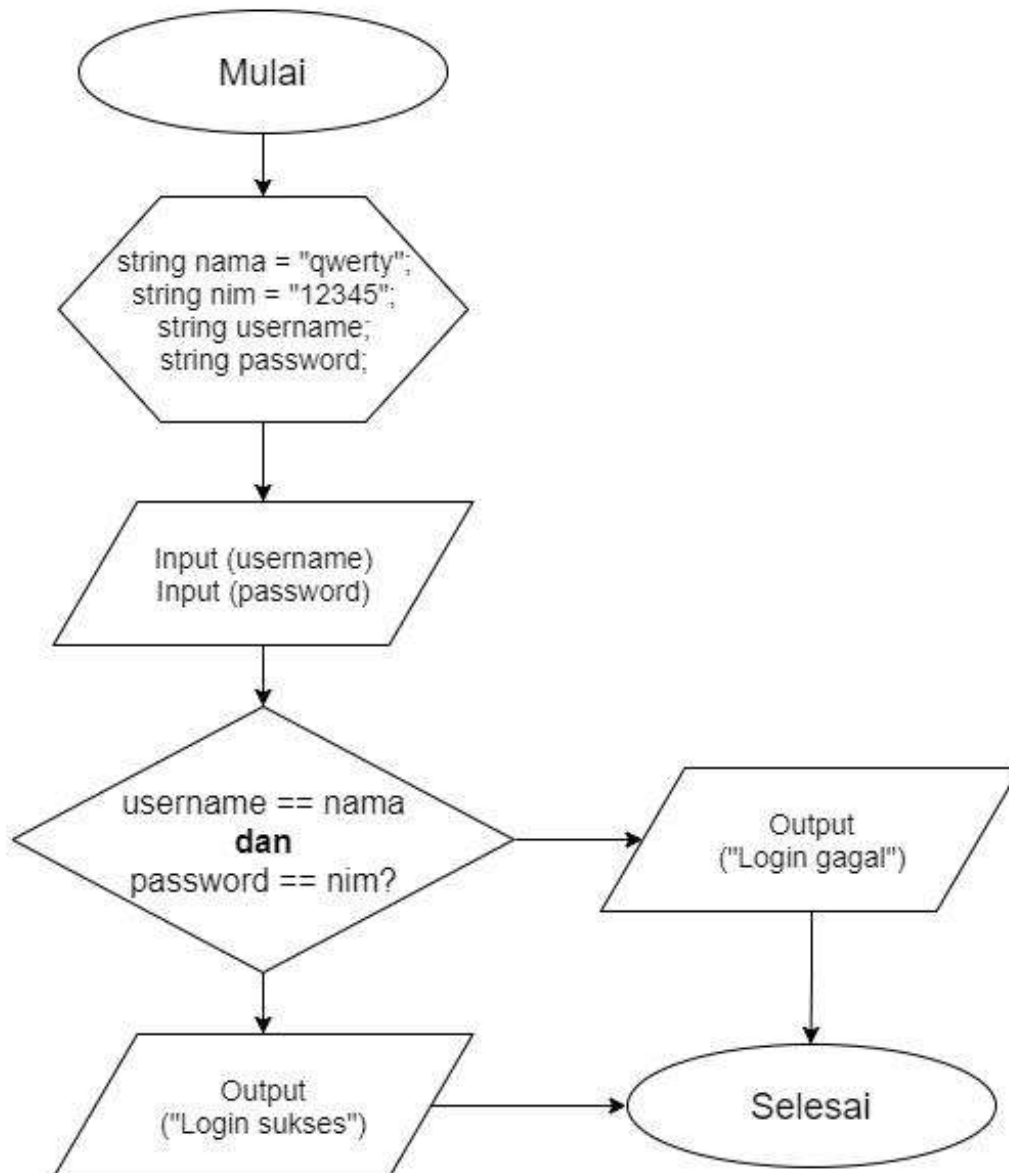 Mulai
string nama = "qwerty";
string nim = "12345";
string username;
string password;
Input (username)
Input (password)
username == nama
dan
password == nim?
Output
("Login gagal")
Output
("Login sukses")
Selesai